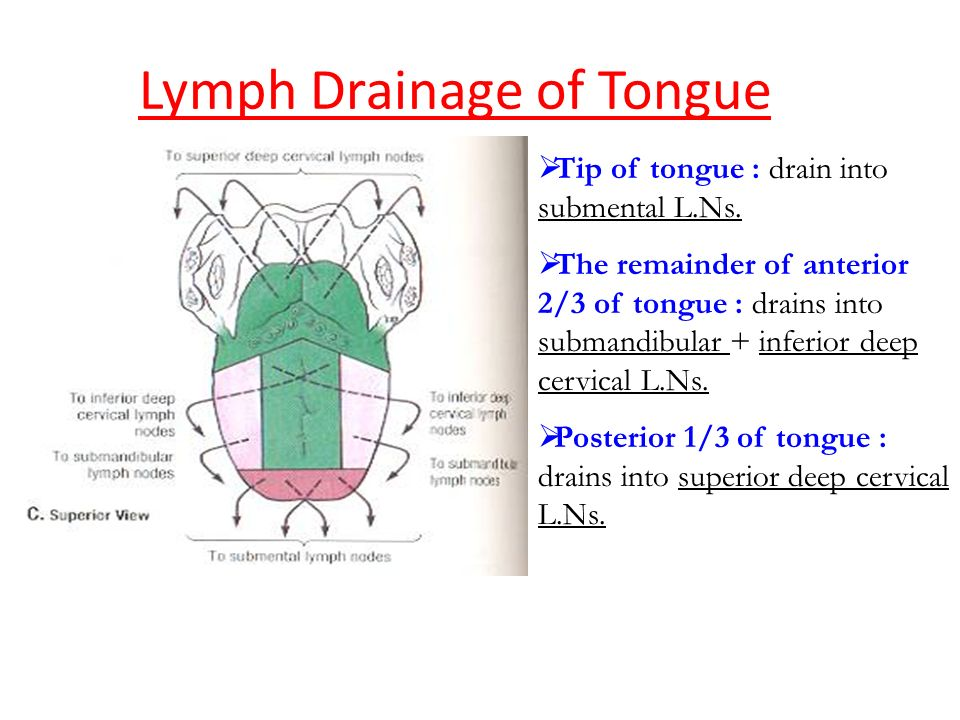 Lymph Drainage of Tongue
To superior deep cervical lymph nodes
To inferior deep
cervical lymph
nodes
To submandibular
lymph nodes
C. Superior View
To inferior deep
cervical lymph
nodes
To submandibular
lymph nodes
To submental lymph nodes
➢Tip of tongue : drain into
submental L.Ns.
➢The remainder of anterior
2/3 of tongue : drains into
submandibular + inferior deep
cervical L.Ns.
➢Posterior 1/3 of tongue :
drains into superior deep cervical
L.Ns.